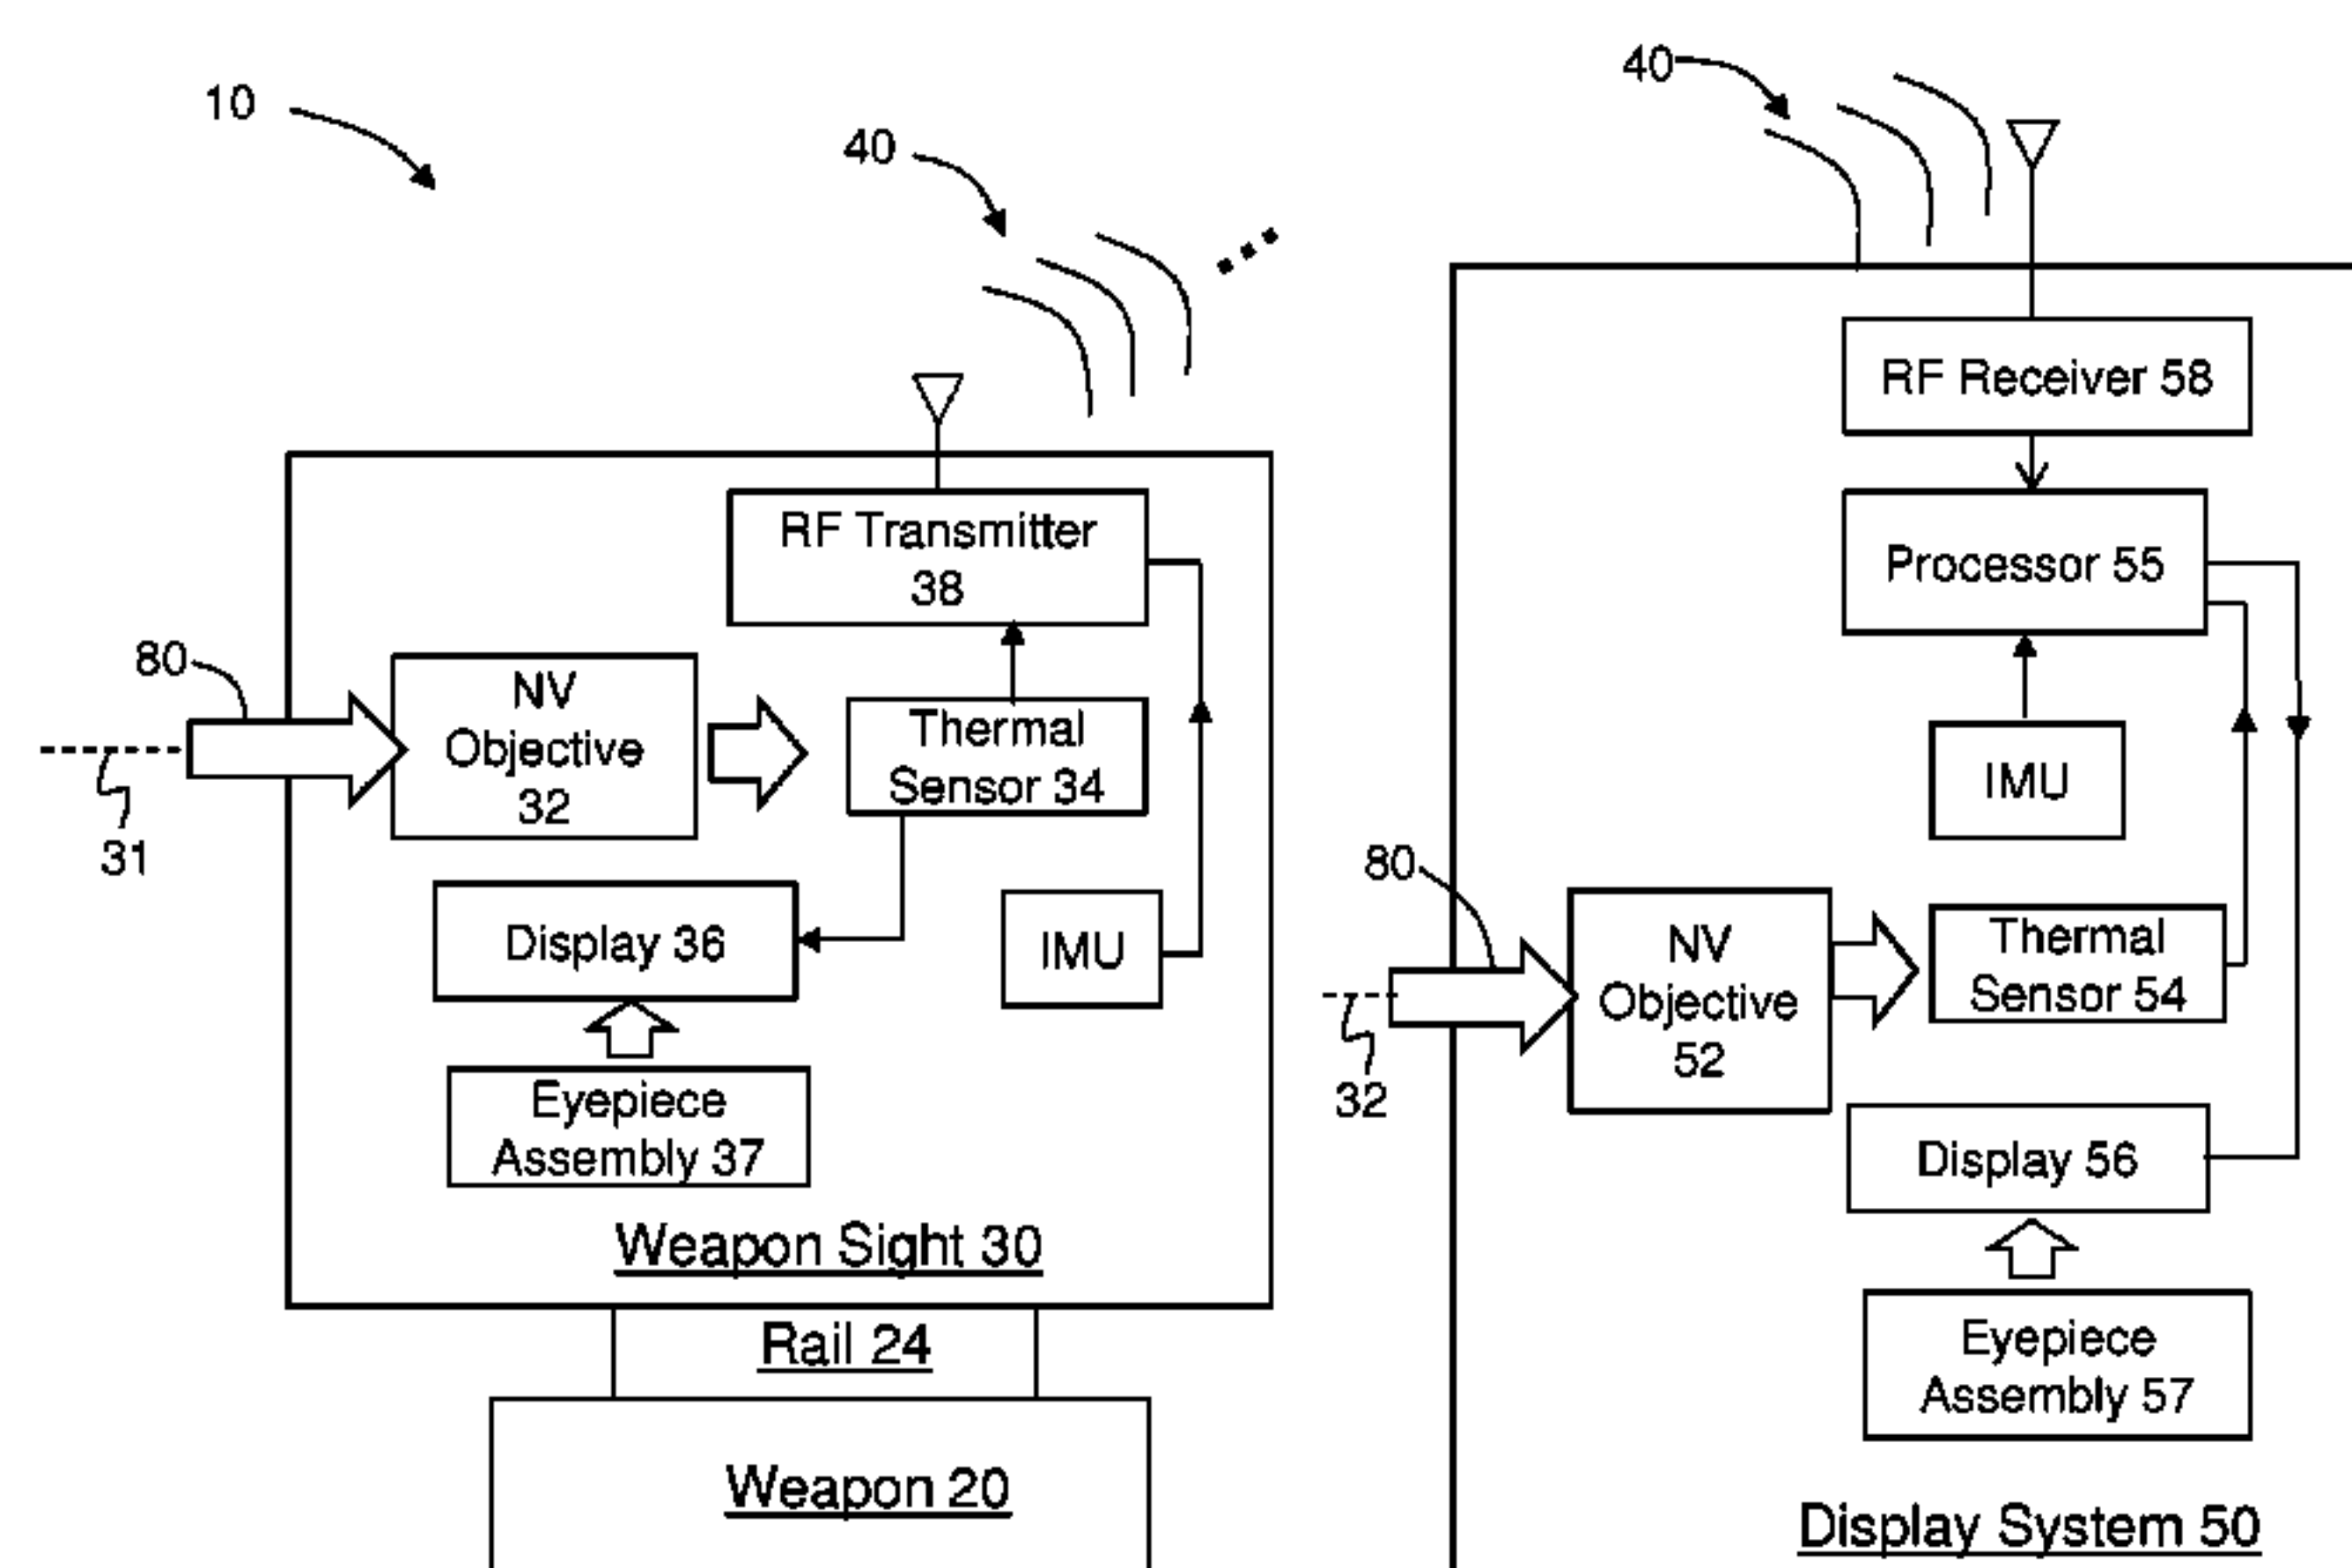 10
40
40
RF Transmitter
38
80
NV
Objective
32
Thermal
Sensor 34
31
Display 36
IMU
Eyepiece
Assembly 37
Weapon Sight 30
Rail 24
Weapon 20
RF Receiver 58
Processor 55
IMU
80
NV
Objective
52
Thermal
Sensor 54
32
Display 56
Eyepiece
Assembly 57
Display System 50